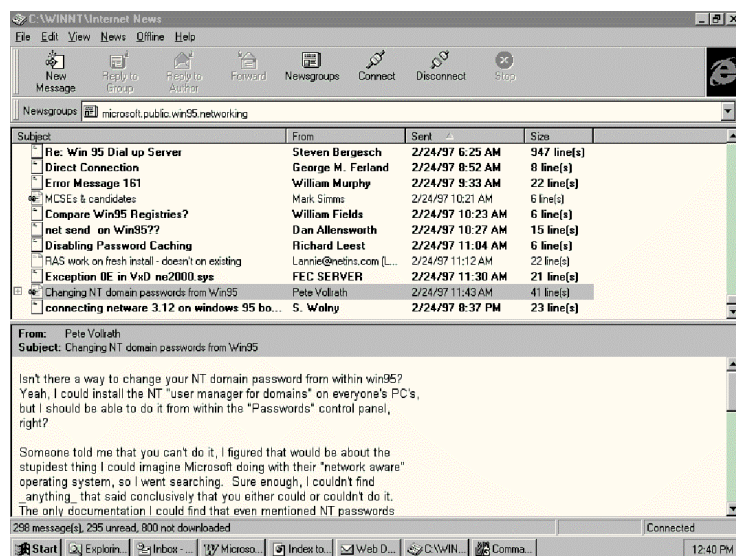 C:\WINNT\Internet News
File Edit View News Offline Help
New Message
Reply to Group
Reply to Author
Forward
Newsgroups
Connect
Disconnect
Stop
Newsgroups microsoft.public.win95.networking
Subject From Sent Size
Re: Win 95 Dial up Server Steven Bergesch 2/24/97 6:25 AM 947 line(s)
Direct Connection George M. Ferland 2/24/97 8:52 AM 8 line(s)
Error Message 161 William Murphy 2/24/97 9:33 AM 22 line(s)
MCSEs & candidates Mark Simms 2/24/97 10:21 AM 6 line(s)
Compare Win95 Registries? William Fields 2/24/97 10:23 AM 6 line(s)
net send on Win95?? Dan Allensworth 2/24/97 10:27 AM 15 line(s)
Disabling Password Caching Richard Leest 2/24/97 11:04 AM 6 line(s)
RAS work on fresh install - doesn't on existing Lannie@netins.com (L... 2/24/97 11:12 AM 22 line(s)
Exception 0E in VxD ne2000.sys FEC SERVER 2/24/97 11:30 AM 21 line(s)
Changing NT domain passwords from Win95 Pete Vollrath 2/24/97 11:43 AM 41 line(s)
connecting netware 3.12 on windows 95 bo... S. Wolny 2/24/97 8:37 PM 23 line(s)
From: Pete Vollrath
Subject: Changing NT domain passwords from Win95
Isn't there a way to change your NT domain password from within win95?
Yeah, I could install the NT "user manager for domains" on everyone's PC's,
but I should be able to do it from within the "Passwords" control panel,
right?
Someone told me that you can't do it, I figured that would be about the
stupidest thing I could imagine Microsoft doing with their "network aware"
operating system, so I went searching. Sure enough, I couldn't find
_anything_ that said conclusively that you either could or couldn't do it.
The only documentation I could find that even mentioned NT passwords
298 message(s), 295 unread, 800 not downloaded Connected
Start Explorin... Inbox - ... Microso... Index to... Web D... C:\WIN... Comma... 12:40 PM